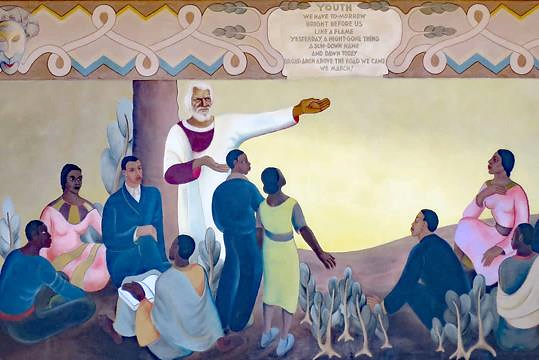 YOUTH
WE HAVE TO-MORROW
BRIGHT BEFORE US
LIKE A FLAME
YESTERDAY, A NIGHT-GONE THING
A SUN-DOWN NAME
AND DAWN TODAY
BROAD ARCH ABOVE THE ROAD WE CAME
WE MARCH!